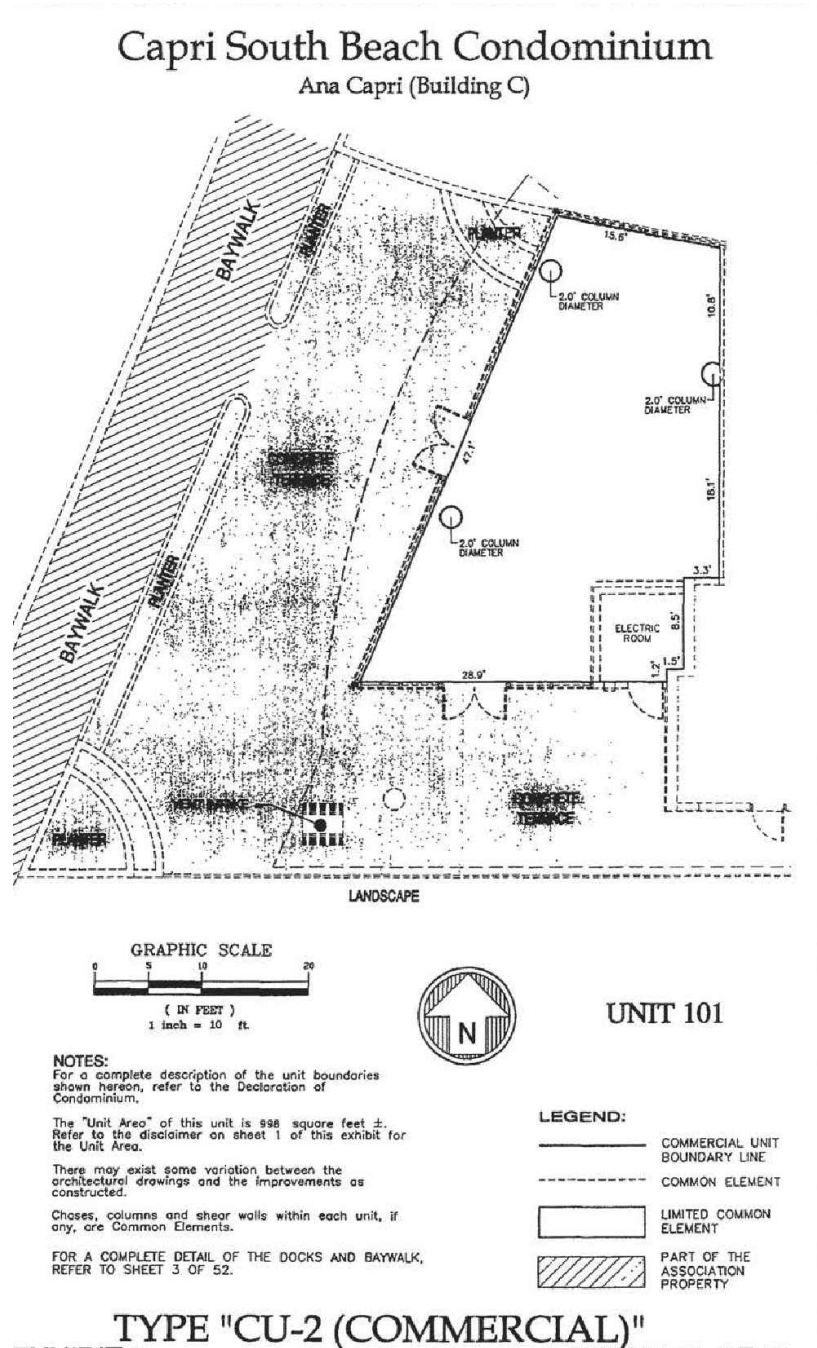 Capri South Beach Condominium
Ana Capri (Building C)
BAYWALK
PLANTER
PLANTER
15.6'
2.0' COLUMN
DIAMETER
10.8'
2.0' COLUMN
DIAMETER
CONCRETE
TERRACE
47.1'
18.1'
2.0' COLUMN
DIAMETER
PLANTER
BAYWALK
3.3'
ELECTRIC
ROOM
8.5'
1.5'
1.2'
28.9'
CONCRETE
TERRACE
PLANTER
LANDSCAPE
GRAPHIC SCALE
0 5 10 20
( IN FEET )
1 inch = 10 ft.
N
UNIT 101
NOTES:
For a complete description of the unit boundaries
shown hereon, refer to the Declaration of
Condominium.
The "Unit Area" of this unit is 998 square feet ±.
Refer to the disclaimer on sheet 1 of this exhibit for
the Unit Area.
There may exist some variation between the
architectural drawings and the improvements as
constructed.
Chases, columns and shear walls within each unit, if
any, are Common Elements.
FOR A COMPLETE DETAIL OF THE DOCKS AND BAYWALK,
REFER TO SHEET 3 OF 52.
LEGEND:
COMMERCIAL UNIT
BOUNDARY LINE
COMMON ELEMENT
LIMITED COMMON
ELEMENT
PART OF THE
ASSOCIATION
PROPERTY
TYPE "CU-2 (COMMERCIAL)"